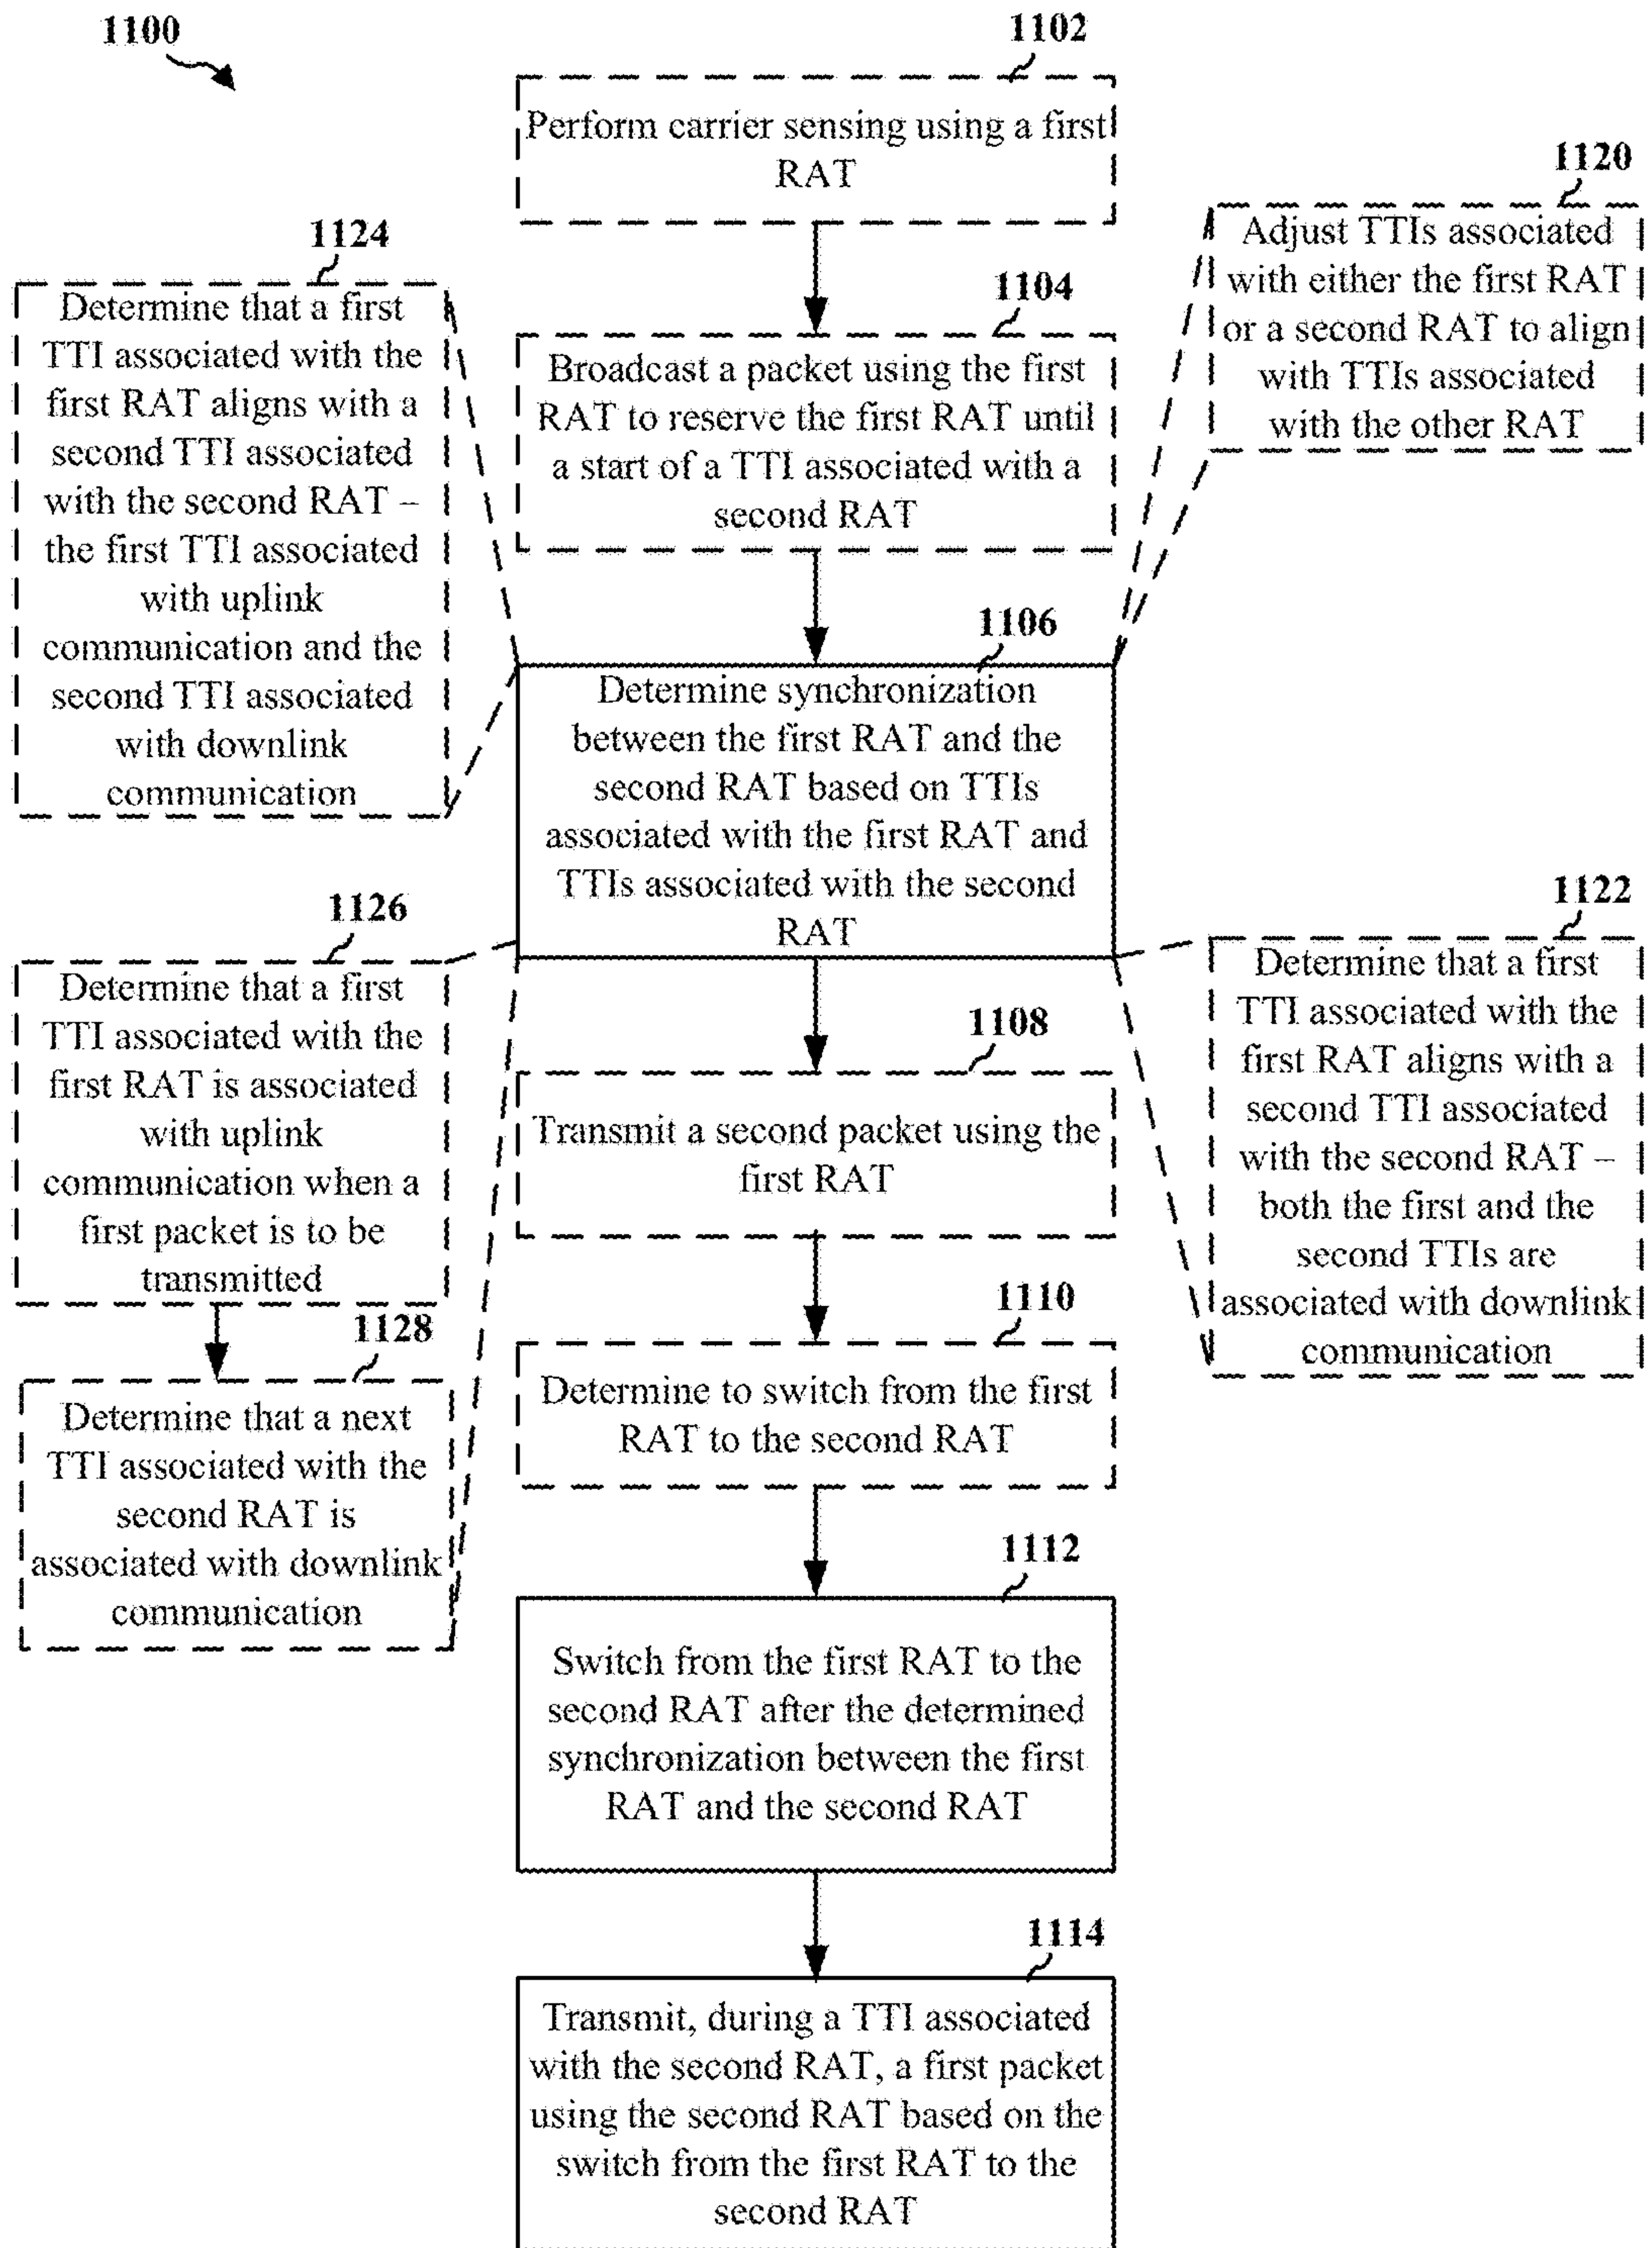 1100
1102
Perform carrier sensing using a first
RAT
1104
Broadcast a packet using the first
RAT to reserve the first RAT until
a start of a TTI associated with a
second RAT
1106
Determine synchronization
between the first RAT and the
second RAT based on TTIs
associated with the first RAT and
TTIs associated with the second
RAT
1120
Adjust TTIs associated
with either the first RAT
or a second RAT to align
with TTIs associated
with the other RAT
1122
Determine that a first
TTI associated with the
first RAT aligns with a
second TTI associated
with the second RAT –
both the first and the
second TTIs are
associated with downlink
communication
1124
Determine that a first
TTI associated with the
first RAT aligns with a
second TTI associated
with the second RAT –
the first TTI associated
with uplink
communication and the
second TTI associated
with downlink
communication
1126
Determine that a first
TTI associated with the
first RAT is associated
with uplink
communication when a
first packet is to be
transmitted
1128
Determine that a next
TTI associated with the
second RAT is
associated with downlink
communication
1108
Transmit a second packet using the
first RAT
1110
Determine to switch from the first
RAT to the second RAT
1112
Switch from the first RAT to the
second RAT after the determined
synchronization between the first
RAT and the second RAT
1114
Transmit, during a TTI associated
with the second RAT, a first packet
using the second RAT based on the
switch from the first RAT to the
second RAT